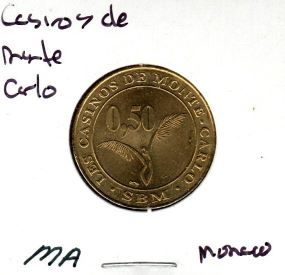 Casinos de
Monte
Carlo
LES CASINOS DE MONTE-CARLO
0,50
• SBM •
MA
Monaco